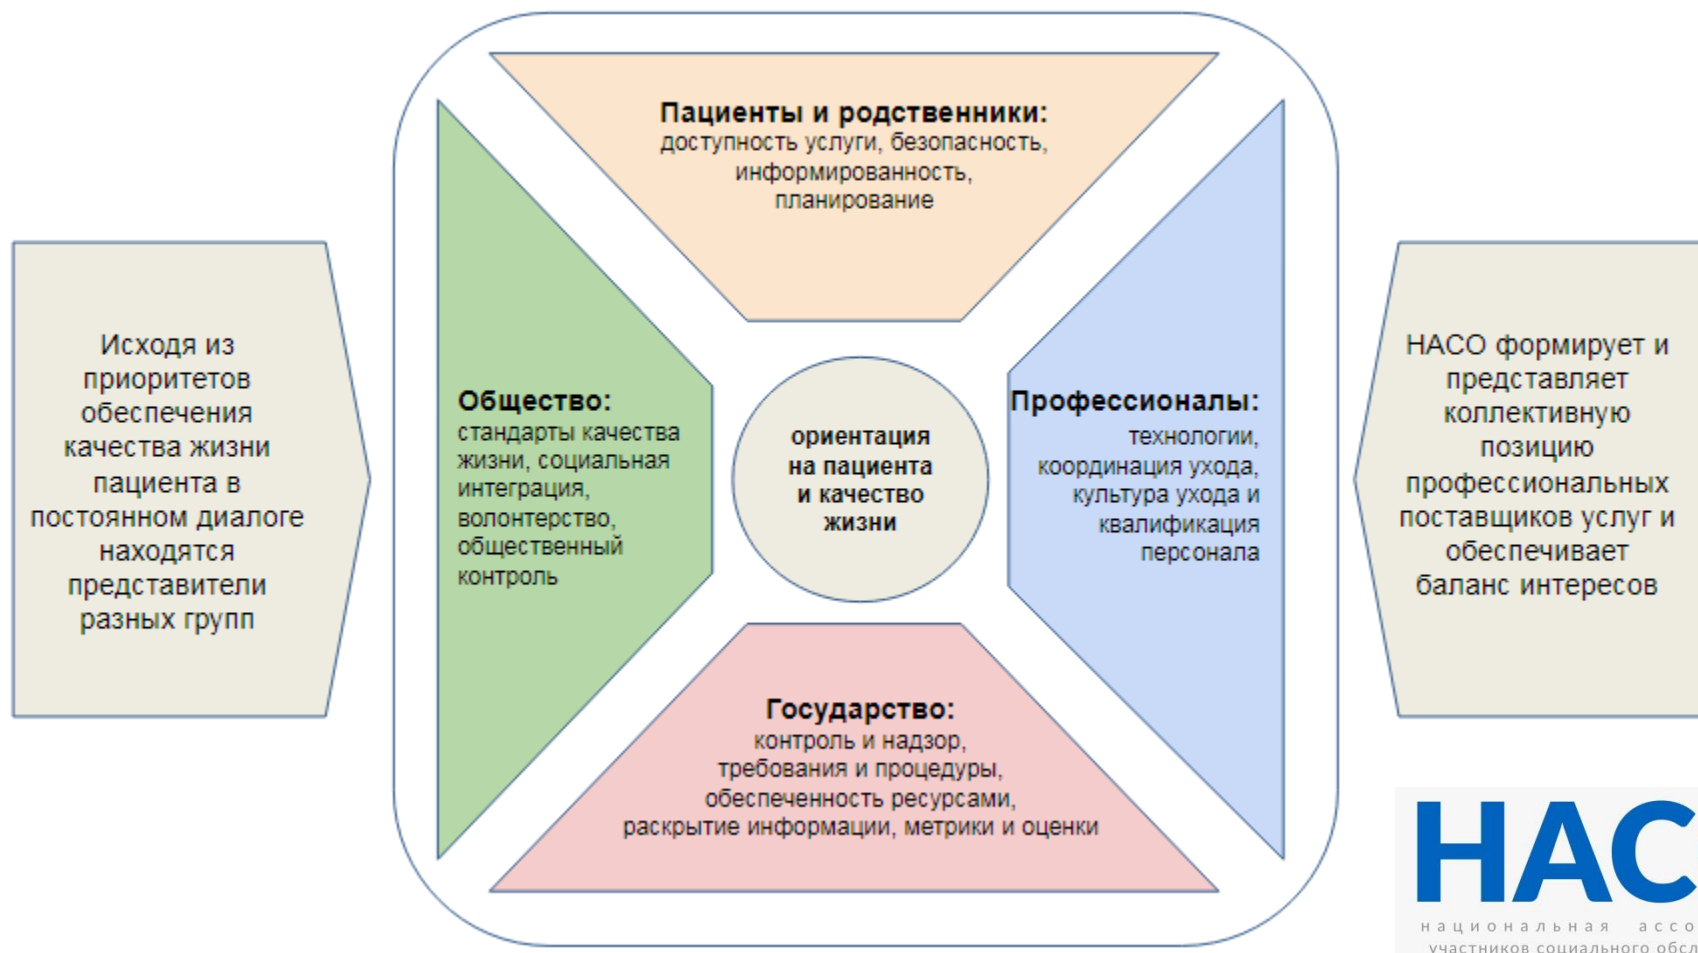 Пациенты и родственники:
доступность услуги, безопасность,
информированность,
планирование
Исходя из
приоритетов
обеспечения
качества жизни
пациента в
постоянном диалоге
находятся
представители
разных групп
Общество:
стандарты качества
жизни, социальная
интеграция,
волонтерство,
общественный
контроль
ориентация
на пациента
и качество
жизни
Профессионалы:
технологии,
координация ухода,
культура ухода и
квалификация
персонала
НАСО формирует и
представляет
коллективную
позицию
профессиональных
поставщиков услуг и
обеспечивает
баланс интересов
Государство:
контроль и надзор,
требования и процедуры,
обеспеченность ресурсами,
раскрытие информации, метрики и оценки
НАС
национальная
участников социального